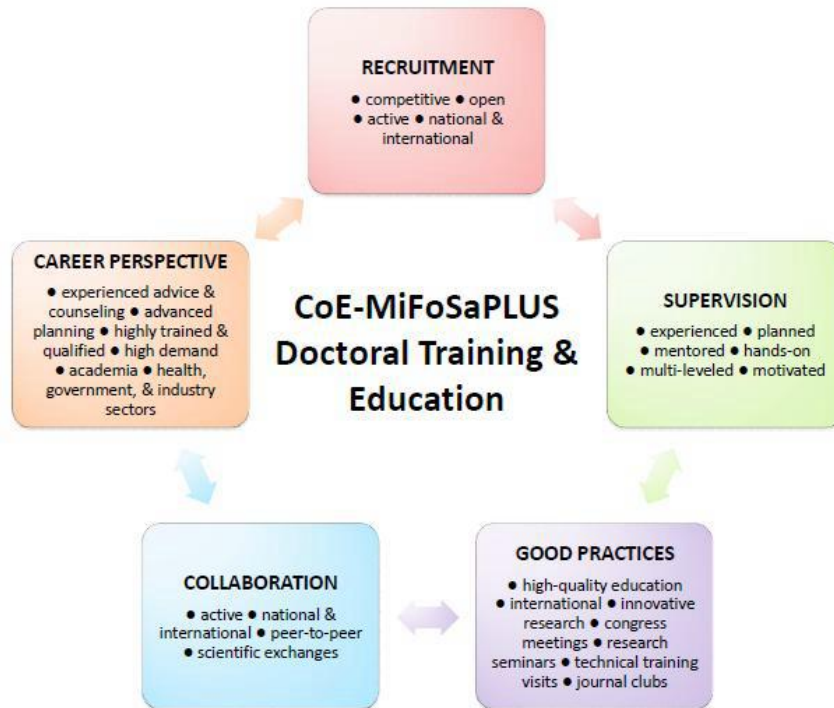 RECRUITMENT
● competitive ● open
● active ● national &
international
CAREER PERSPECTIVE
● experienced advice &
counseling ● advanced
planning ● highly trained &
qualified ● high demand
● academia ● health,
government, & industry
sectors
CoE-MiFoSaPLUS
Doctoral Training &
Education
SUPERVISION
● experienced ● planned
● mentored ● hands-on
● multi-leveled ● motivated
COLLABORATION
● active ● national &
international ● peer-to-peer
● scientific exchanges
GOOD PRACTICES
● high-quality education
● international ● innovative
research ● congress
meetings ● research
seminars ● technical training
visits ● journal clubs